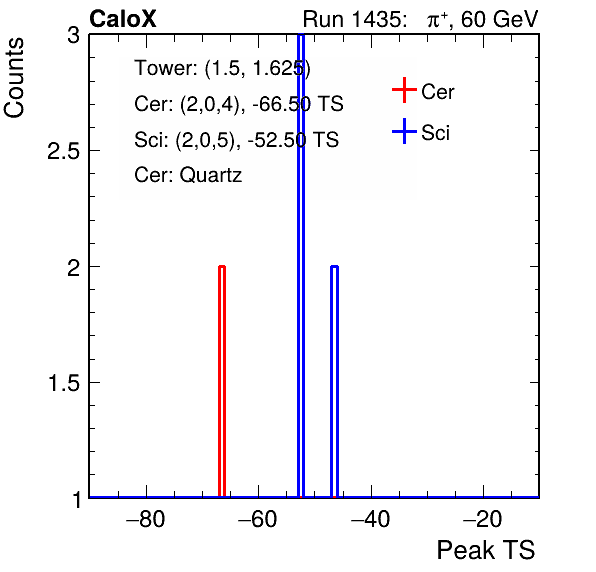 CaloX Run 1435: π+, 60 GeV
Counts
Tower: (1.5, 1.625)
Cer: (2,0,4), -66.50 TS
Sci: (2,0,5), -52.50 TS
Cer: Quartz
Cer
Sci
3
2.5
2
1.5
1
−80 −60 −40 −20
Peak TS